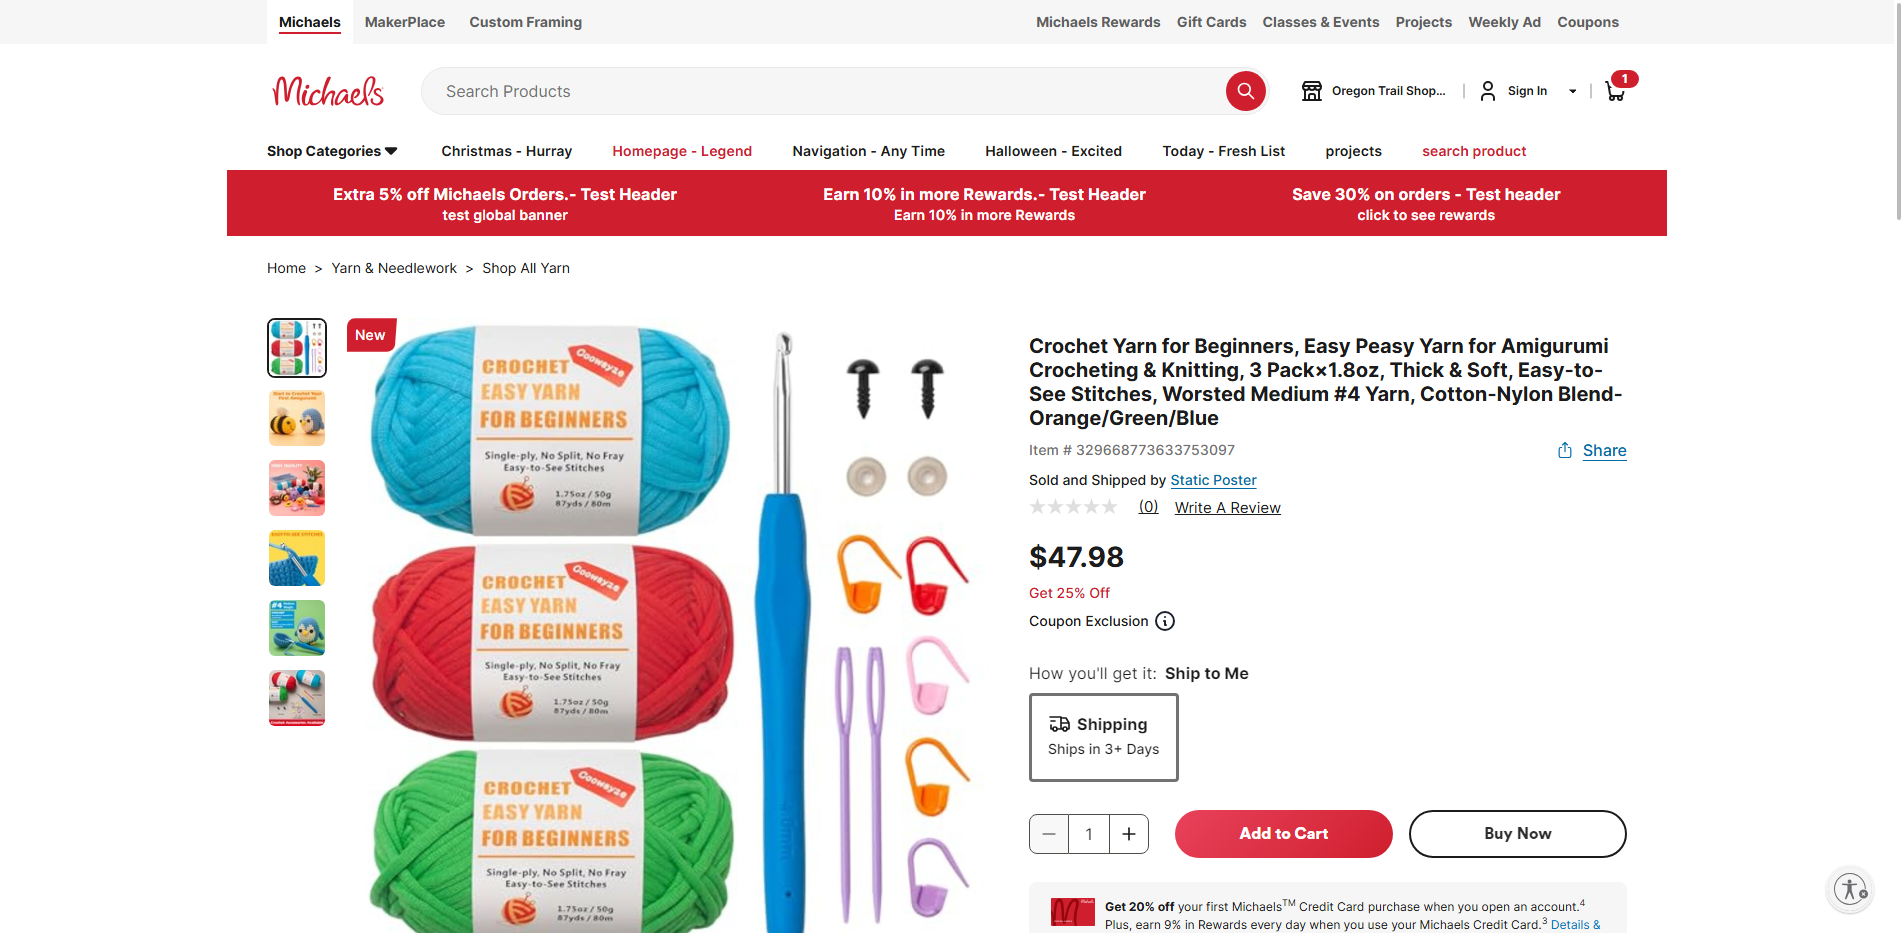 Michaels
MakerPlace
Custom Framing
Michaels Rewards
Gift Cards
Classes & Events
Projects
Weekly Ad
Coupons
Michaels
Search Products
Oregon Trail Shop...
Sign In
1
Shop Categories
Christmas - Hurray
Homepage - Legend
Navigation - Any Time
Halloween - Excited
Today - Fresh List
projects
search product
Extra 5% off Michaels Orders.- Test Header
test global banner
Earn 10% in more Rewards.- Test Header
Earn 10% in more Rewards
Save 30% on orders - Test header
click to see rewards
Home > Yarn & Needlework > Shop All Yarn
New
Coowayze
CROCHET
EASY YARN
FOR BEGINNERS
Single-ply, No Split, No Fray
Easy-to-See Stitches
1.75oz / 50g
87yds / 80m
Coowayze
CROCHET
EASY YARN
FOR BEGINNERS
Single-ply, No Split, No Fray
Easy-to-See Stitches
1.75oz / 50g
87yds / 80m
Coowayze
CROCHET
EASY YARN
FOR BEGINNERS
Single-ply, No Split, No Fray
Easy-to-See Stitches
1.75oz / 50g
87yds / 80m
Crochet Yarn for Beginners, Easy Peasy Yarn for Amigurumi
Crocheting & Knitting, 3 Pack×1.8oz, Thick & Soft, Easy-to-
See Stitches, Worsted Medium #4 Yarn, Cotton-Nylon Blend-
Orange/Green/Blue
Item # 329668773633753097
Share
Sold and Shipped by Static Poster
(0) Write A Review
$47.98
Get 25% Off
Coupon Exclusion
How you'll get it: Ship to Me
Shipping
Ships in 3+ Days
1
Add to Cart
Buy Now
Get 20% off your first Michaels™ Credit Card purchase when you open an account.4
Plus, earn 9% in Rewards every day when you use your Michaels Credit Card.3 Details &